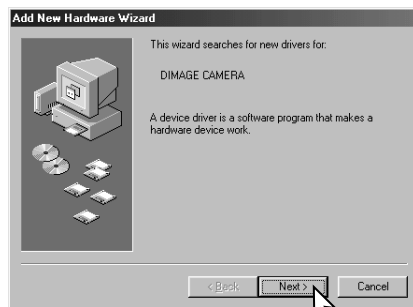 Add New Hardware Wizard
This wizard searches for new drivers for:
DIMAGE CAMERA
A device driver is a software program that makes a
hardware device work.
< Back
Next >
Cancel